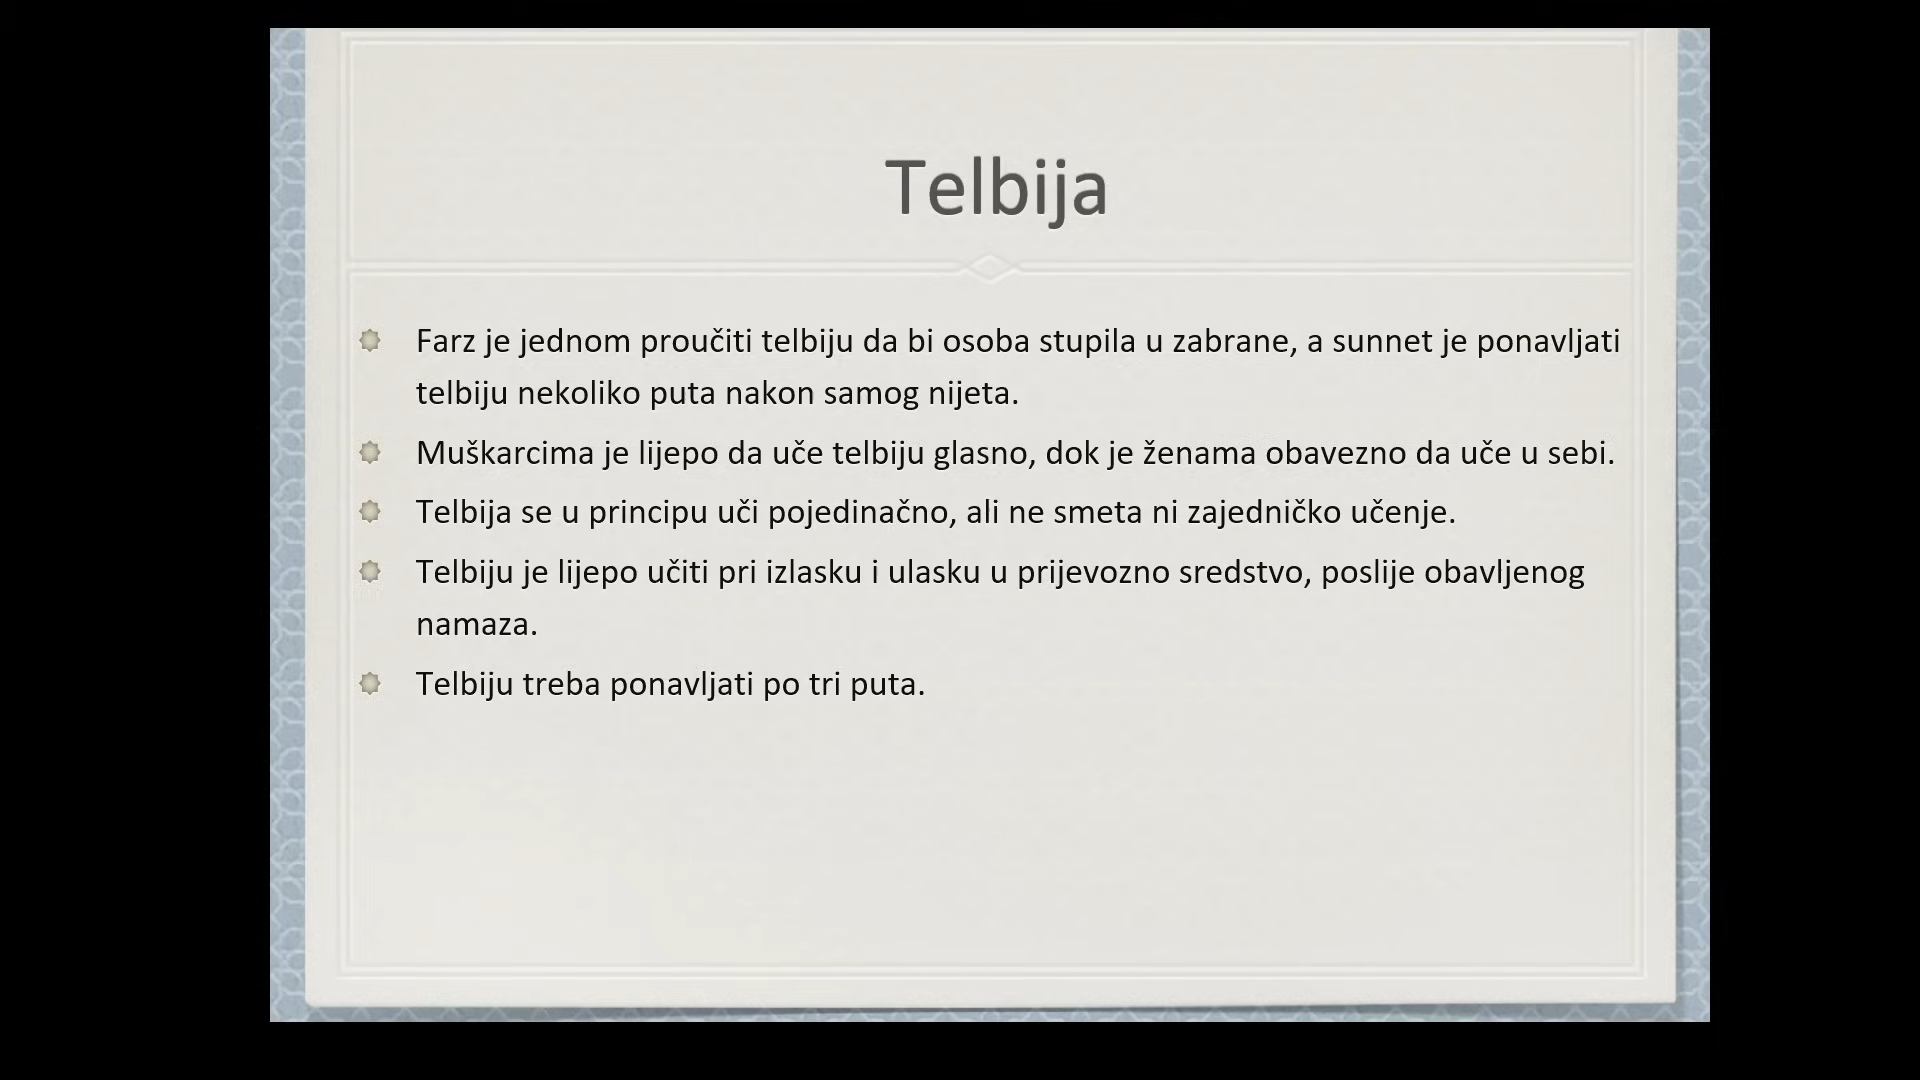 Telbija
Farz je jednom proučiti telbiju da bi osoba stupila u zabrane, a sunnet je ponavljati
telbiju nekoliko puta nakon samog nijeta.
Muškarcima je lijepo da uče telbiju glasno, dok je ženama obavezno da uče u sebi.
Telbija se u principu uči pojedinačno, ali ne smeta ni zajedničko učenje.
Telbiju je lijepo učiti pri izlasku i ulasku u prijevozno sredstvo, poslije obavljenog
namaza.
Telbiju treba ponavljati po tri puta.